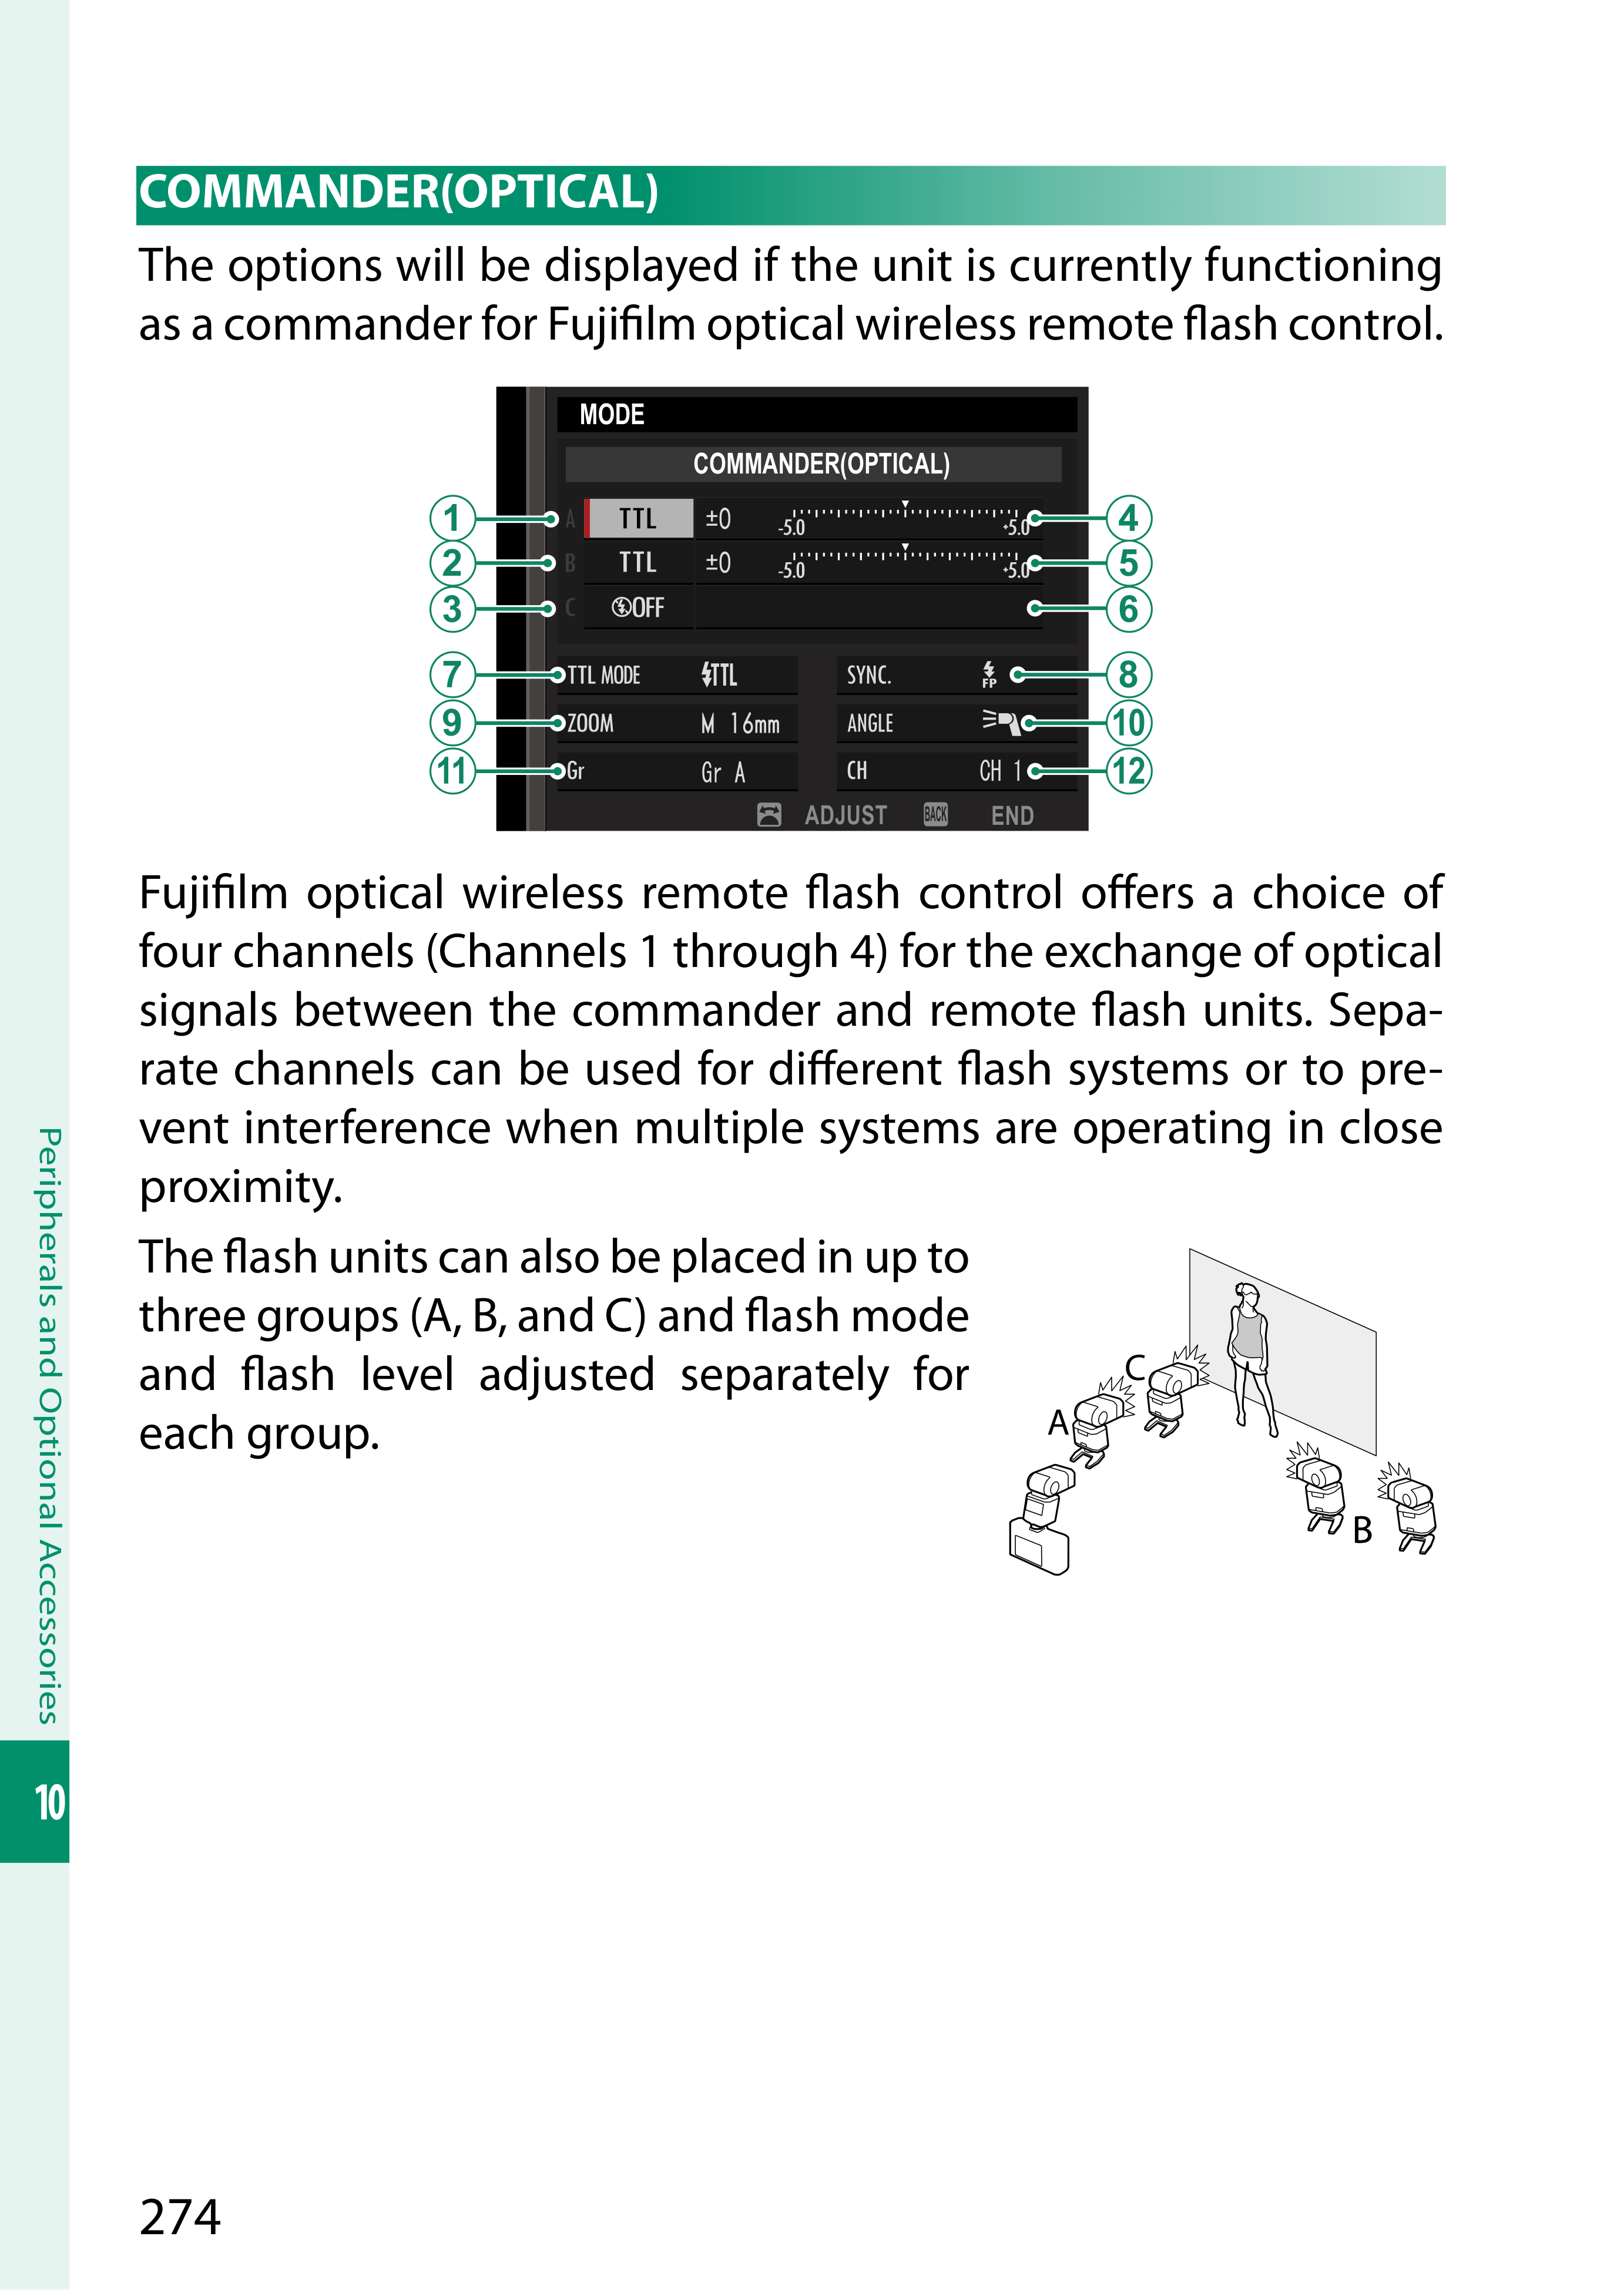 COMMANDER(OPTICAL)
The options will be displayed if the unit is currently functioning
as a commander for Fujifilm optical wireless remote flash control.
MODE
COMMANDER(OPTICAL)
1 A TTL ±0 -5.0 +5.0 4
2 B TTL ±0 -5.0 +5.0 5
3 C OFF 6
7 TTL MODE TTL SYNC. FP 8
9 ZOOM M 16mm ANGLE 10
11 Gr Gr A CH CH 1 12
ADJUST BACK END
Fujifilm optical wireless remote flash control offers a choice of
four channels (Channels 1 through 4) for the exchange of optical
signals between the commander and remote flash units. Sepa-
rate channels can be used for different flash systems or to pre-
vent interference when multiple systems are operating in close
proximity.
The flash units can also be placed in up to
three groups (A, B, and C) and flash mode
and flash level adjusted separately for
each group.
C
A
B
Peripherals and Optional Accessories
10
274